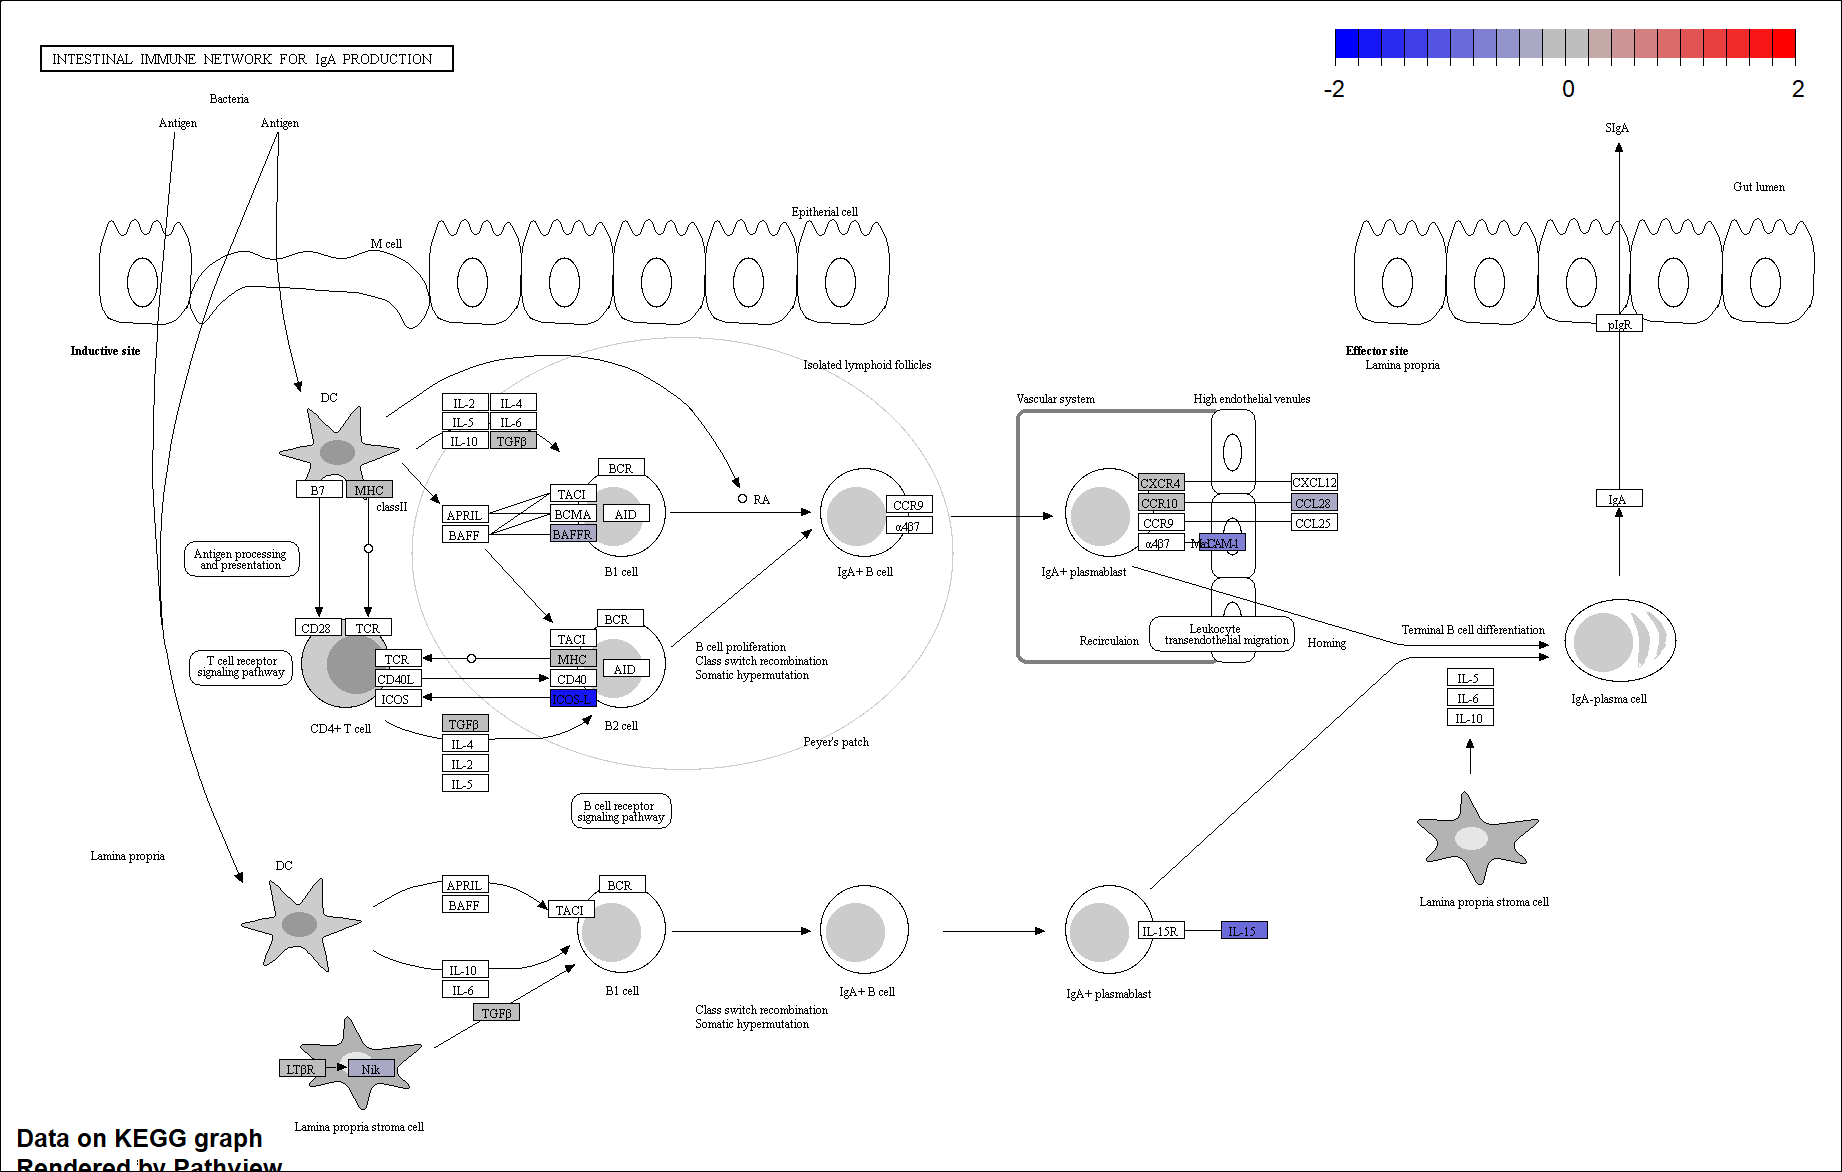 INTESTINAL IMMUNE NETWORK FOR IgA PRODUCTION
-2
0
2
Bacteria
Antigen
Antigen
SIgA
Gut lumen
Epitherial cell
M cell
pIgR
Inductive site
Effector site
Lamina propria
Isolated lymphoid follicles
DC
Vascular system
High endothelial venules
IL-2
IL-4
IL-5
IL-6
IL-10
TGFβ
B7
MHC
classII
BCR
TACI
BCMA
BAFFR
AID
APRIL
BAFF
RA
CCR9
α4β7
CXCR4
CCR10
CCR9
α4β7
CXCL12
CCL28
CCL25
MadCAM-1
IgA
Antigen processing
and presentation
B1 cell
IgA+ B cell
IgA+ plasmablast
CD28
TCR
BCR
TACI
MHC
CD40
ICOS-L
AID
TCR
CD40L
ICOS
T cell receptor
signaling pathway
B cell proliferation
Class switch recombination
Somatic hypermutation
Recirculaion
Leukocyte
transendothelial migration
Homing
Terminal B cell differentiation
IL-5
IL-6
IL-10
IgA-plasma cell
CD4+ T cell
TGFβ
IL-4
IL-2
IL-5
B2 cell
Peyer's patch
B cell receptor
signaling pathway
Lamina propria
DC
APRIL
BAFF
BCR
TACI
IL-15R
IL-15
Lamina propria stroma cell
IL-10
IL-6
TGFβ
B1 cell
IgA+ B cell
IgA+ plasmablast
Class switch recombination
Somatic hypermutation
LTβR
Nik
Lamina propria stroma cell
Data on KEGG graph
Rendered by Pathview